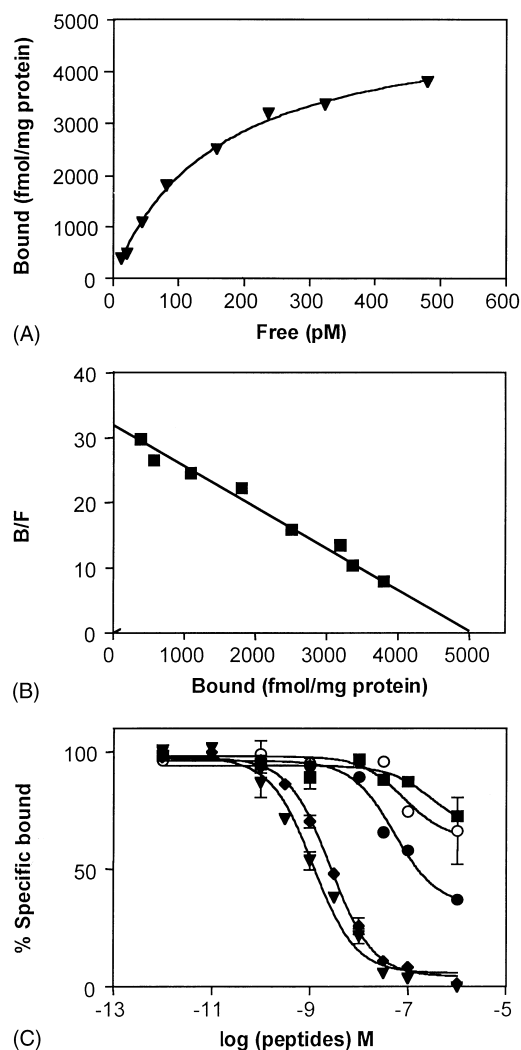 5000
4000
3000
2000
1000
0
Bound (fmol/mg protein)
0 100 200 300 400 500 600
Free (pM)
(A)
40
30
20
10
0
B/F
0 1000 2000 3000 4000 5000
Bound (fmol/mg protein)
(B)
100
50
0
% Specific bound
-13 -11 -9 -7 -5
log (peptides) M
(C)